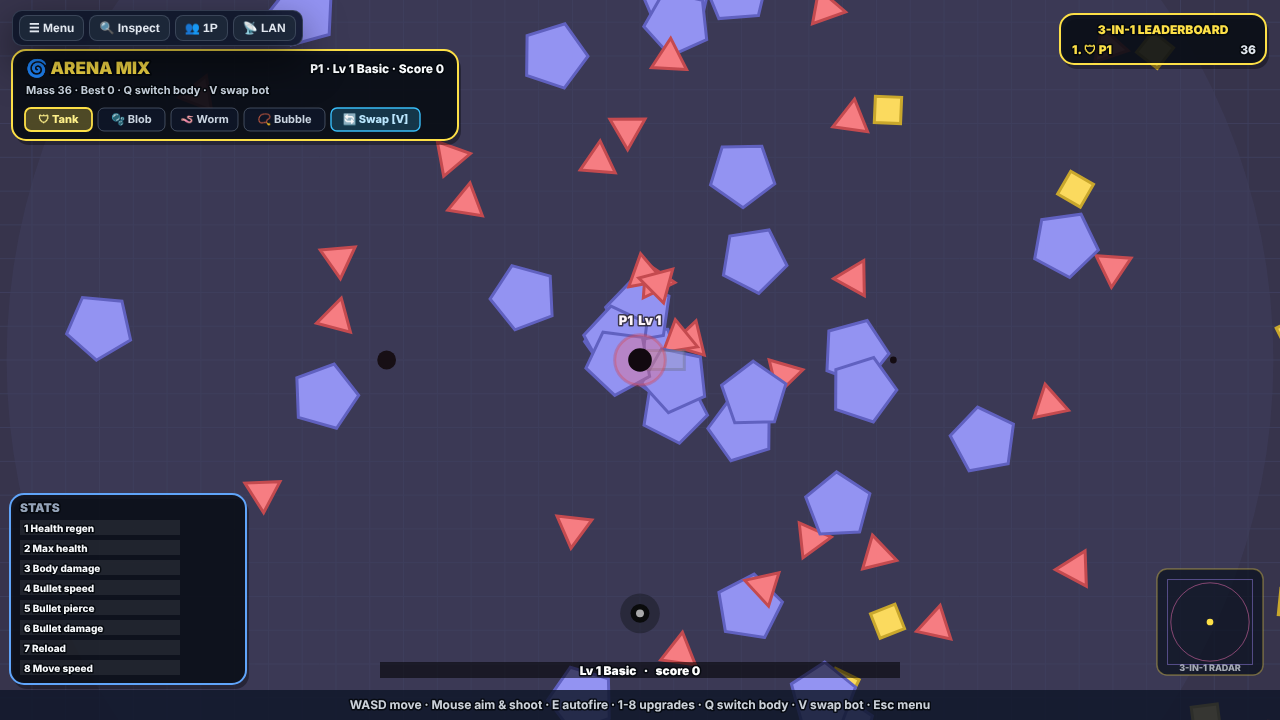 ☰ Menu
🔍 Inspect
👥 1P
📡 LAN
🌀 ARENA MIX
P1 · Lv 1 Basic · Score 0
Mass 36 · Best 0 · Q switch body · V swap bot
🛡 Tank
🫧 Blob
🪱 Worm
📿 Bubble
🔄 Swap [V]
3-IN-1 LEADERBOARD
1. 🛡 P1 36
P1 Lv 1
STATS
1 Health regen
2 Max health
3 Body damage
4 Bullet speed
5 Bullet pierce
6 Bullet damage
7 Reload
8 Move speed
3-IN-1 RADAR
Lv 1 Basic · score 0
WASD move · Mouse aim & shoot · E autofire · 1-8 upgrades · Q switch body · V swap bot · Esc menu